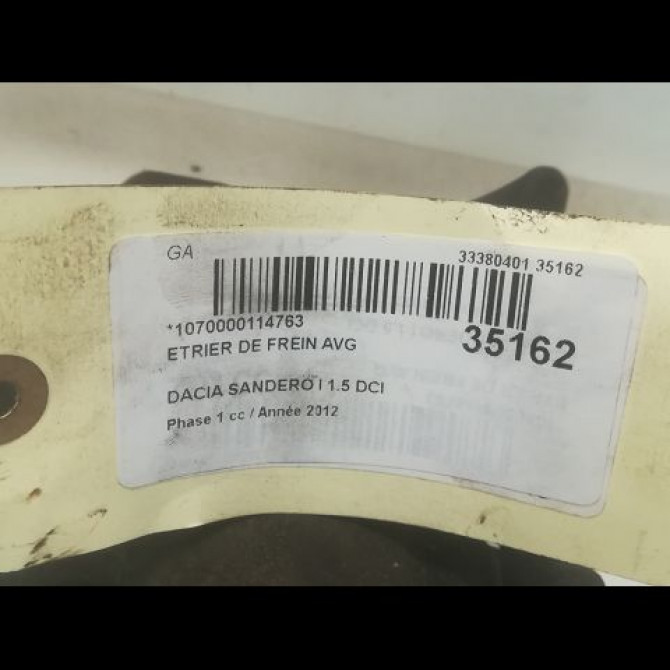 GA
33380401 35162
*1070000114763
35162
ETRIER DE FREIN AVG
DACIA SANDERO I 1.5 DCI
Phase 1 cc / Année 2012